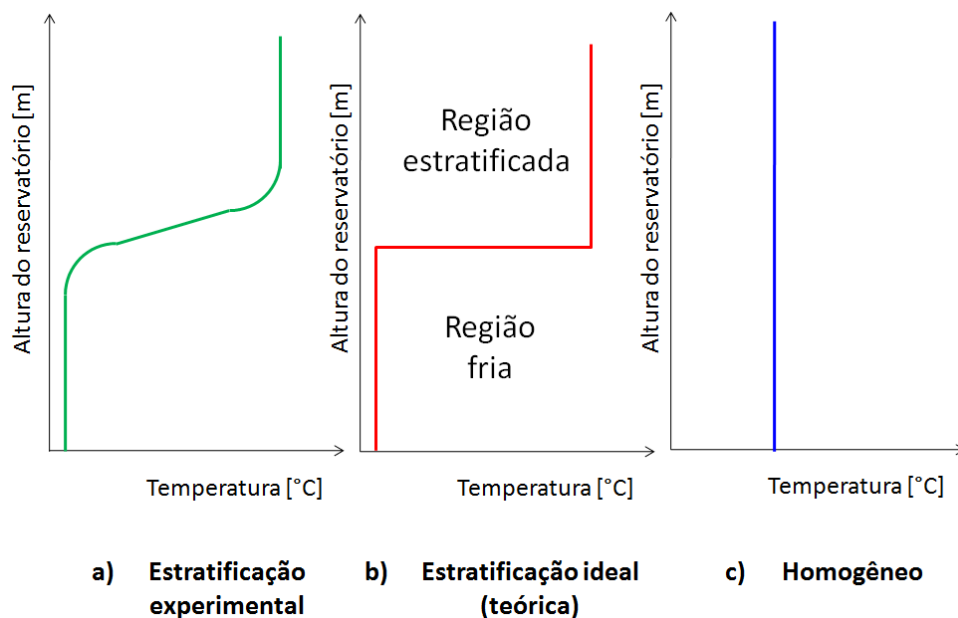 Altura do reservatório [m]
Temperatura [°C]
a) Estratificação
experimental
Altura do reservatório [m]
Região
estratificada
Região
fria
Temperatura [°C]
b) Estratificação ideal
(teórica)
Altura do reservatório [m]
Temperatura [°C]
c) Homogêneo